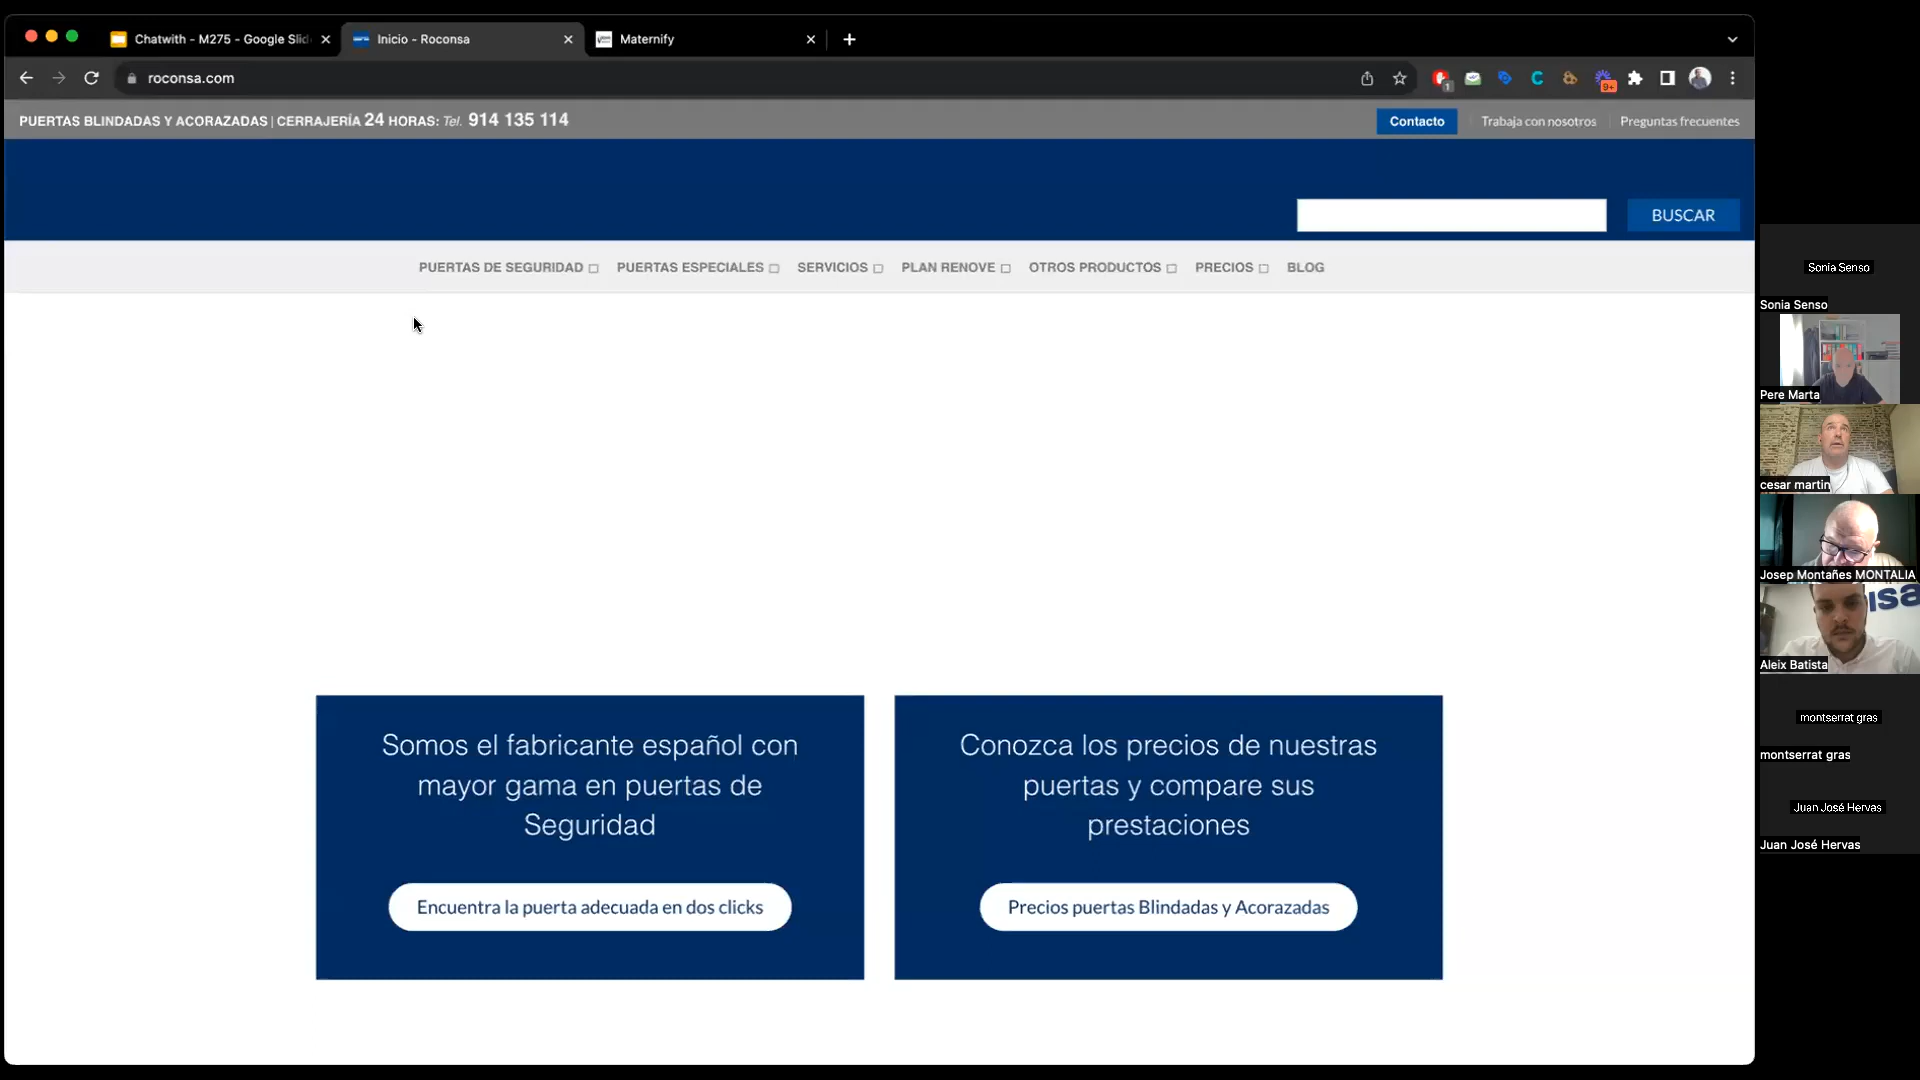 Chatwith - M275 - Google Slid
Inicio - Roconsa
Maternify
roconsa.com
1
9+
PUERTAS BLINDADAS Y ACORAZADAS | CERRAJERÍA 24 HORAS: Tel. 914 135 114
Contacto
Trabaja con nosotros
Preguntas frecuentes
BUSCAR
PUERTAS DE SEGURIDAD
PUERTAS ESPECIALES
SERVICIOS
PLAN RENOVE
OTROS PRODUCTOS
PRECIOS
BLOG
Somos el fabricante español con
mayor gama en puertas de
Seguridad
Encuentra la puerta adecuada en dos clicks
Conozca los precios de nuestras
puertas y compare sus
prestaciones
Precios puertas Blindadas y Acorazadas
Sonia Senso
Sonia Senso
Pere Marta
cesar martin
Josep Montañes MONTALIA
Aleix Batista
montserrat gras
montserrat gras
Juan José Hervas
Juan José Hervas